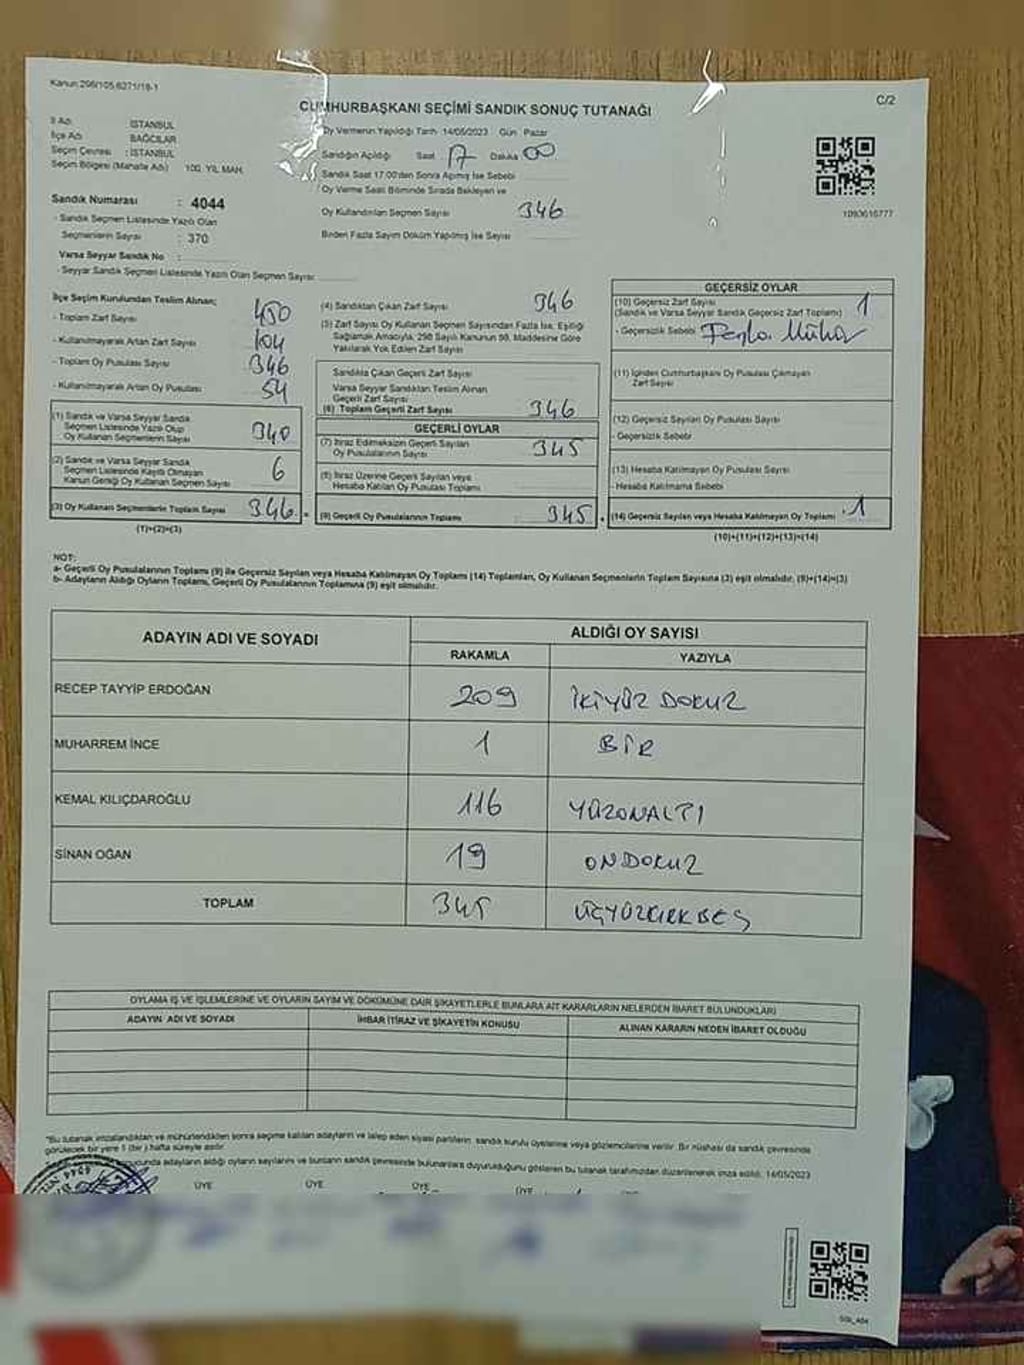 Kanun:298/105,6271/19-1
C/2
CUMHURBAŞKANI SEÇİMİ SANDIK SONUÇ TUTANAĞI
İl Adı : İSTANBUL
İlçe Adı : BAĞCILAR
Seçim Çevresi : İSTANBUL
Seçim Bölgesi (Mahalle Adı) 100. YIL MAH.
Oy Vermenin Yapıldığı Tarih 14/05/2023 Gün Pazar
Sandığın Açıldığı Saat 17 Dakika 00
Sandık Saat 17:00'den Sonra Açılmış İse Sebebi
Oy Verme Saati Bitiminde Sırada Bekleyen ve
Oy Kullandırılan Seçmen Sayısı 346
Birden Fazla Sayım Döküm Yapılmış İse Sayısı
1093616777
Sandık Numarası : 4044
- Sandık Seçmen Listesinde Yazılı Olan
Seçmenlerin Sayısı : 370
Varsa Seyyar Sandık No :
- Seyyar Sandık Seçmen Listesinde Yazılı Olan Seçmen Sayısı:
İlçe Seçim Kurulundan Teslim Alınan;
- Toplam Zarf Sayısı 450
- Kullanılmayarak Artan Zarf Sayısı 104
- Toplam Oy Pusulası Sayısı 346
- Kullanılmayarak Artan Oy Pusulası 54
(1) Sandık ve Varsa Seyyar Sandık
Seçmen Listesinde Yazılı Olup
Oy Kullanan Seçmenlerin Sayısı 340
(2) Sandık ve Varsa Seyyar Sandık
Seçmen Listesinde Kayıtlı Olmayan
Kanun Gereği Oy Kullanan Seçmen Sayısı 6
(3) Oy Kullanan Seçmenlerin Toplam Sayısı 346
(1)+(2)=(3)
(4) Sandıktan Çıkan Zarf Sayısı 346
(5) Zarf Sayısı Oy Kullanan Seçmen Sayısından Fazla İse, Eşitliği
Sağlamak Amacıyla, 298 Sayılı Kanunun 98. Maddesine Göre
Yakılarak Yok Edilen Zarf Sayısı
Sandıkta Çıkan Geçerli Zarf Sayısı
Varsa Seyyar Sandıktan Teslim Alınan
Geçerli Zarf Sayısı
(6) Toplam Geçerli Zarf Sayısı 346
GEÇERLİ OYLAR
(7) İtiraz Edilmeksizin Geçerli Sayılan
Oy Pusulalarının Sayısı 345
(8) İtiraz Üzerine Geçerli Sayılan veya
Hesaba Katılan Oy Pusulası Toplamı
(9) Geçerli Oy Pusulalarının Toplamı 345
GEÇERSİZ OYLAR
(10) Geçersiz Zarf Sayısı 1
(Sandık ve Varsa Seyyar Sandık Geçersiz Zarf Toplamı)
- Geçersizlik Sebebi Fazla Mühür
(11) İçinden Cumhurbaşkanı Oy Pusulası Çıkmayan
Zarf Sayısı
(12) Geçersiz Sayılan Oy Pusulası Sayısı
- Geçersizlik Sebebi
(13) Hesaba Katılmayan Oy Pusulası Sayısı
- Hesaba Katılmama Sebebi
(14) Geçersiz Sayılan veya Hesaba Katılmayan Oy Toplamı 1
(10)+(11)+(12)+(13)=(14)
NOT:
a- Geçerli Oy Pusulalarının Toplamı (9) ile Geçersiz Sayılan veya Hesaba Katılmayan Oy Toplamı (14) Toplamları, Oy Kullanan Seçmenlerin Toplam Sayısına (3) eşit olmalıdır, (9)+(14)=(3)
b- Adayların Aldığı Oyların Toplamı, Geçerli Oy Pusulalarının Toplamına (9) eşit olmalıdır.
ADAYIN ADI VE SOYADI
ALDIĞI OY SAYISI
RAKAMLA YAZIYLA
RECEP TAYYİP ERDOĞAN 209 İKİYÜZ DOKUZ
MUHARREM İNCE 1 BİR
KEMAL KILIÇDAROĞLU 116 YÜZONALTI
SİNAN OĞAN 19 ONDOKUZ
TOPLAM 345 ÜÇYÜZKIRKBEŞ
OYLAMA İŞ VE İŞLEMLERİNE VE OYLARIN SAYIM VE DÖKÜMÜNE DAİR ŞİKAYETLERLE BUNLARA AİT KARARLARIN NELERDEN İBARET BULUNDUKLARI
ADAYIN ADI VE SOYADI İHBAR İTİRAZ VE ŞİKAYETİN KONUSU ALINAN KARARIN NEDEN İBARET OLDUĞU
*Bu tutanak imzalandıktan ve mühürlendikten sonra seçime katılan adayların ve talep eden siyasi partilerin, sandık kurulu üyelerine veya gözlemcilerine verilir. Bir nüshası da sandık çevresinde
görülecek bir yere 1 (bir) hafta süreyle asılır.
adayların aldığı oyların sayılarını ve bunların sandık çevresinde bulunanlara duyurulduğunu gösteren bu tutanak tarafımızdan düzenlenerek imza edildi. 14/05/2023
ÜYE ÜYE ÜYE ÜYE